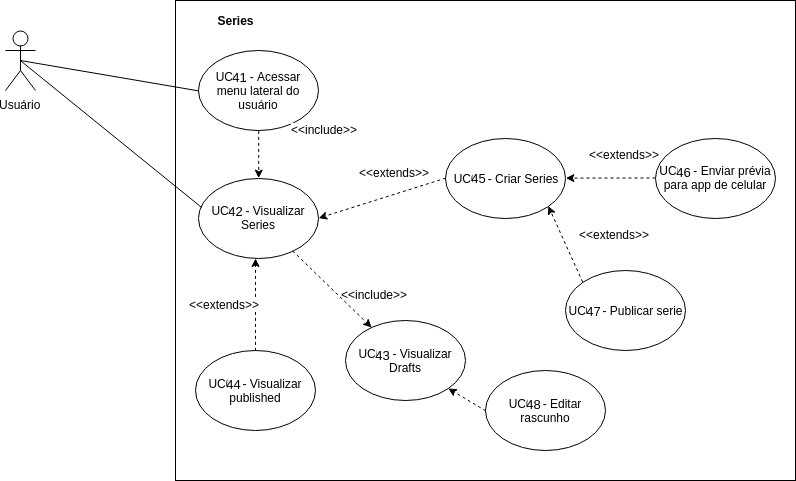 Series
Usuário
UC41 - Acessar
menu lateral do
usuário
<<include>>
UC42 - Visualizar
Series
<<extends>>
UC45 - Criar Series
<<extends>>
UC46 - Enviar prévia
para app de celular
<<extends>>
UC47 - Publicar serie
<<extends>>
<<include>>
UC43 - Visualizar
Drafts
UC44 - Visualizar
published
UC48 - Editar
rascunho